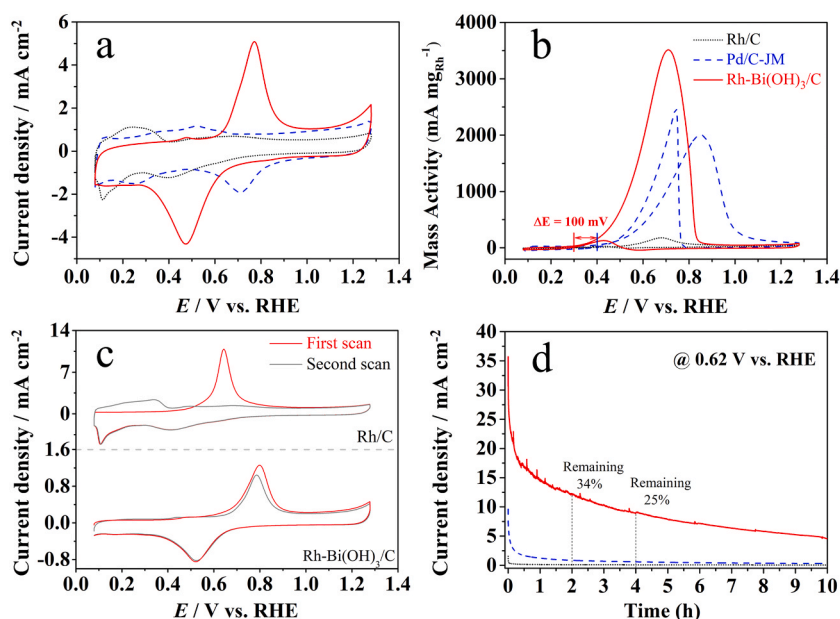 a
Current density / mA cm⁻²
6
4
2
0
-2
-4
0.0 0.2 0.4 0.6 0.8 1.0 1.2 1.4
E / V vs. RHE
b
Rh/C
Pd/C-JM
Rh-Bi(OH)₃/C
Mass Activity (mA mg_Rh⁻¹)
4000
3000
2000
1000
0
ΔE = 100 mV
0.0 0.2 0.4 0.6 0.8 1.0 1.2 1.4
E / V vs. RHE
c
First scan
Second scan
Current density / mA cm⁻²
14
7
0
Rh/C
1.6
0.0
-0.8
Rh-Bi(OH)₃/C
0.0 0.2 0.4 0.6 0.8 1.0 1.2 1.4
E / V vs. RHE
d
@ 0.62 V vs. RHE
Current density / mA cm⁻²
40
35
30
25
20
15
10
5
0
Remaining
34%
Remaining
25%
0 1 2 3 4 5 6 7 8 9 10
Time (h)